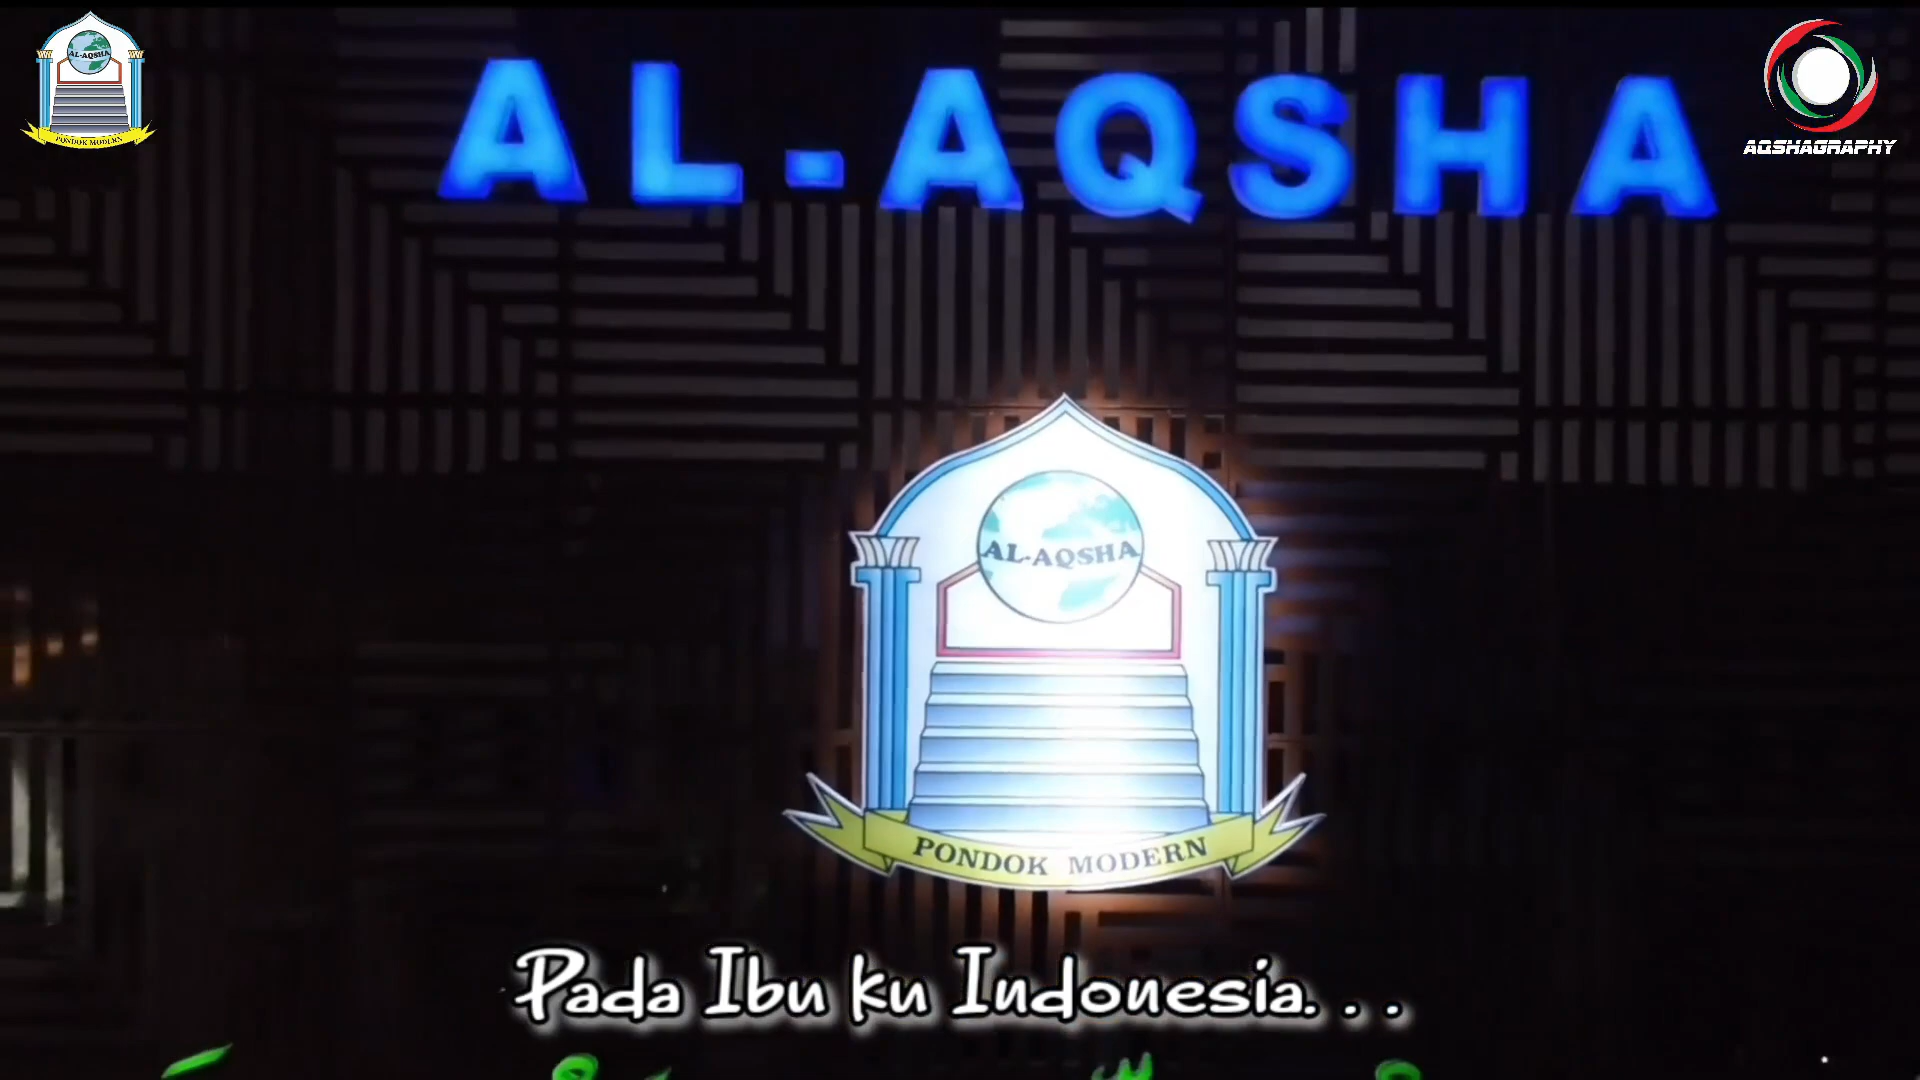 AL-AQSHA
AL-AQSHA
PONDOK MODERN
AQSHAGRAPHY
AL-AQSHA
PONDOK MODERN
Pada Ibu ku Indonesia. . .